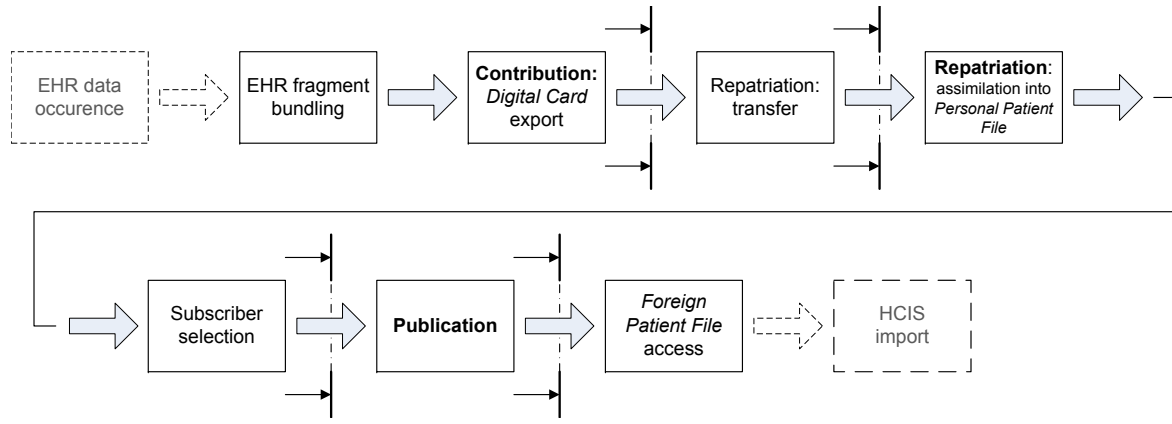 EHR data
occurence
EHR fragment
bundling
Contribution:
Digital Card
export
Repatriation:
transfer
Repatriation:
assimilation into
Personal Patient
File
Subscriber
selection
Publication
Foreign
Patient File
access
HCIS
import